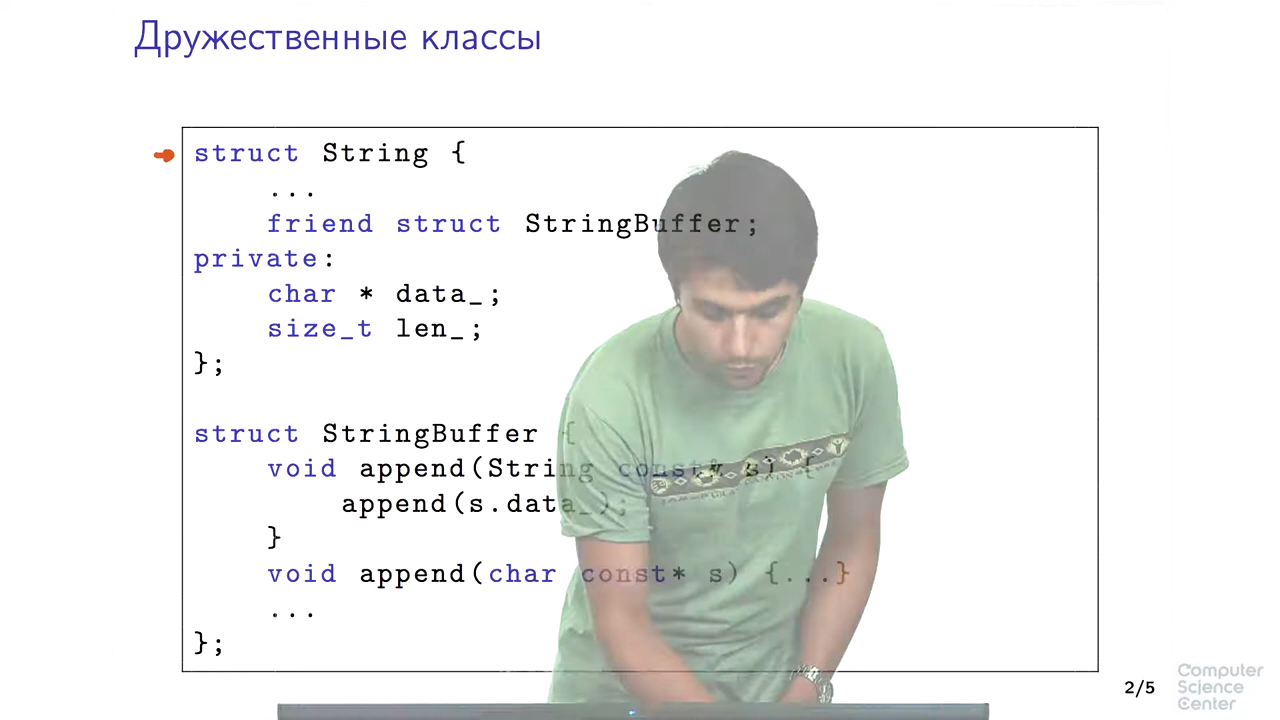 Дружественные классы
struct String {
...
friend struct StringBuffer;
private:
char * data_;
size_t len_;
};
struct StringBuffer {
void append(String const& s) {
append(s.data_);
}
void append(char const* s) {...}
...
};
2/5
Computer
Science
Center